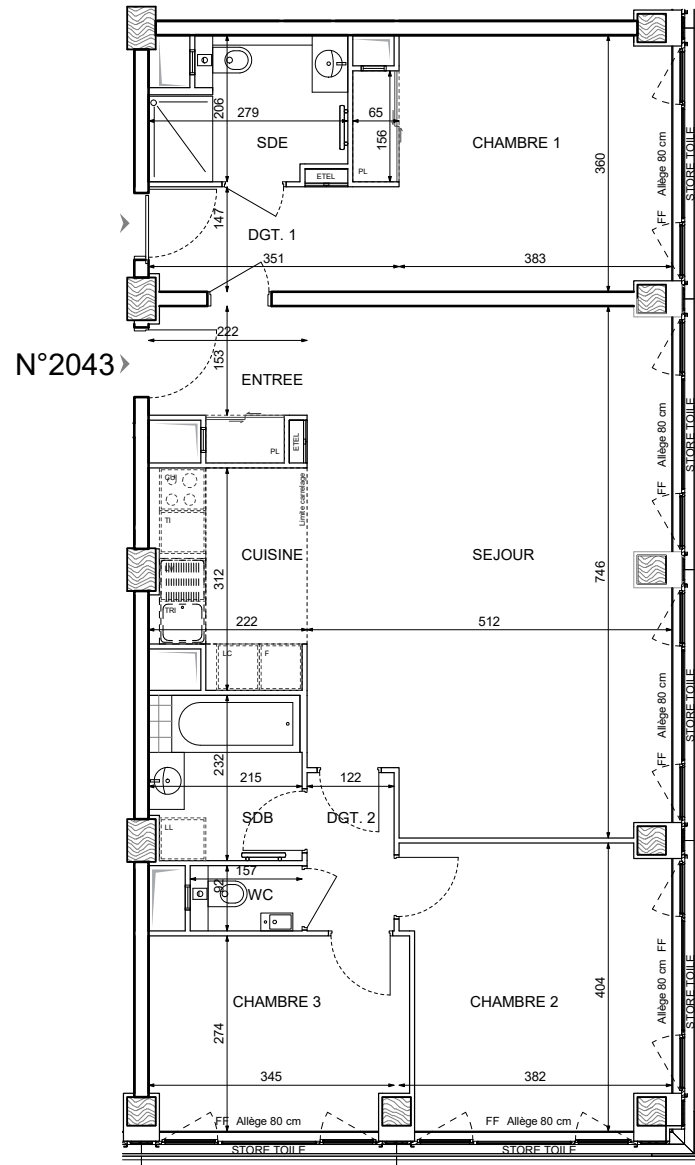 206
279
SDE
65
156
PL
ETEL
CHAMBRE 1
360
FF Allège 80 cm
STORE TOILE
147
DGT. 1
351
383
N°2043
222
153
ENTREE
PL
ETEL
FF Allège 80 cm
STORE TOILE
CU
TI
Limite carrelage
CUISINE
SEJOUR
312
746
LV
TRI
222
512
LC
F
FF Allège 80 cm
STORE TOILE
232
215
122
SDB
DGT. 2
LL
157
92
WC
CHAMBRE 3
CHAMBRE 2
404
Allège 80 cm FF
STORE TOILE
274
345
382
FF Allège 80 cm
FF Allège 80 cm
STORE TOILE
STORE TOILE